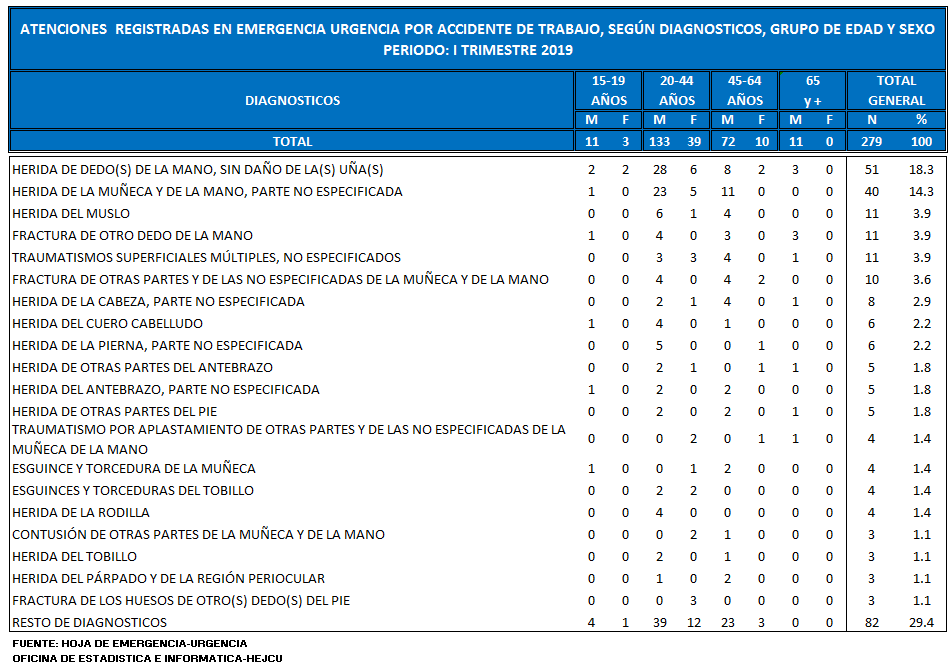 ATENCIONES REGISTRADAS EN EMERGENCIA URGENCIA POR ACCIDENTE DE TRABAJO, SEGÚN DIAGNOSTICOS, GRUPO DE EDAD Y SEXO
PERIODO: I TRIMESTRE 2019
DIAGNOSTICOS 15-19 AÑOS 20-44 AÑOS 45-64 AÑOS 65 y + TOTAL GENERAL
M F M F M F M F N %
TOTAL 11 3 133 39 72 10 11 0 279 100
HERIDA DE DEDO(S) DE LA MANO, SIN DAÑO DE LA(S) UÑA(S) 2 2 28 6 8 2 3 0 51 18.3
HERIDA DE LA MUÑECA Y DE LA MANO, PARTE NO ESPECIFICADA 1 0 23 5 11 0 0 0 40 14.3
HERIDA DEL MUSLO 0 0 6 1 4 0 0 0 11 3.9
FRACTURA DE OTRO DEDO DE LA MANO 1 0 4 0 3 0 3 0 11 3.9
TRAUMATISMOS SUPERFICIALES MÚLTIPLES, NO ESPECIFICADOS 0 0 3 3 4 0 1 0 11 3.9
FRACTURA DE OTRAS PARTES Y DE LAS NO ESPECIFICADAS DE LA MUÑECA Y DE LA MANO 0 0 4 0 4 2 0 0 10 3.6
HERIDA DE LA CABEZA, PARTE NO ESPECIFICADA 0 0 2 1 4 0 1 0 8 2.9
HERIDA DEL CUERO CABELLUDO 1 0 4 0 1 0 0 0 6 2.2
HERIDA DE LA PIERNA, PARTE NO ESPECIFICADA 0 0 5 0 0 1 0 0 6 2.2
HERIDA DE OTRAS PARTES DEL ANTEBRAZO 0 0 2 1 0 1 1 0 5 1.8
HERIDA DEL ANTEBRAZO, PARTE NO ESPECIFICADA 1 0 2 0 2 0 0 0 5 1.8
HERIDA DE OTRAS PARTES DEL PIE 0 0 2 0 2 0 1 0 5 1.8
TRAUMATISMO POR APLASTAMIENTO DE OTRAS PARTES Y DE LAS NO ESPECIFICADAS DE LA
MUÑECA DE LA MANO 0 0 0 2 0 1 1 0 4 1.4
ESGUINCE Y TORCEDURA DE LA MUÑECA 1 0 0 1 2 0 0 0 4 1.4
ESGUINCES Y TORCEDURAS DEL TOBILLO 0 0 2 2 0 0 0 0 4 1.4
HERIDA DE LA RODILLA 0 0 4 0 0 0 0 0 4 1.4
CONTUSIÓN DE OTRAS PARTES DE LA MUÑECA Y DE LA MANO 0 0 0 2 1 0 0 0 3 1.1
HERIDA DEL TOBILLO 0 0 2 0 1 0 0 0 3 1.1
HERIDA DEL PÁRPADO Y DE LA REGIÓN PERIOCULAR 0 0 1 0 2 0 0 0 3 1.1
FRACTURA DE LOS HUESOS DE OTRO(S) DEDO(S) DEL PIE 0 0 0 3 0 0 0 0 3 1.1
RESTO DE DIAGNOSTICOS 4 1 39 12 23 3 0 0 82 29.4
FUENTE: HOJA DE EMERGENCIA-URGENCIA
OFICINA DE ESTADISTICA E INFORMATICA-HEJCU